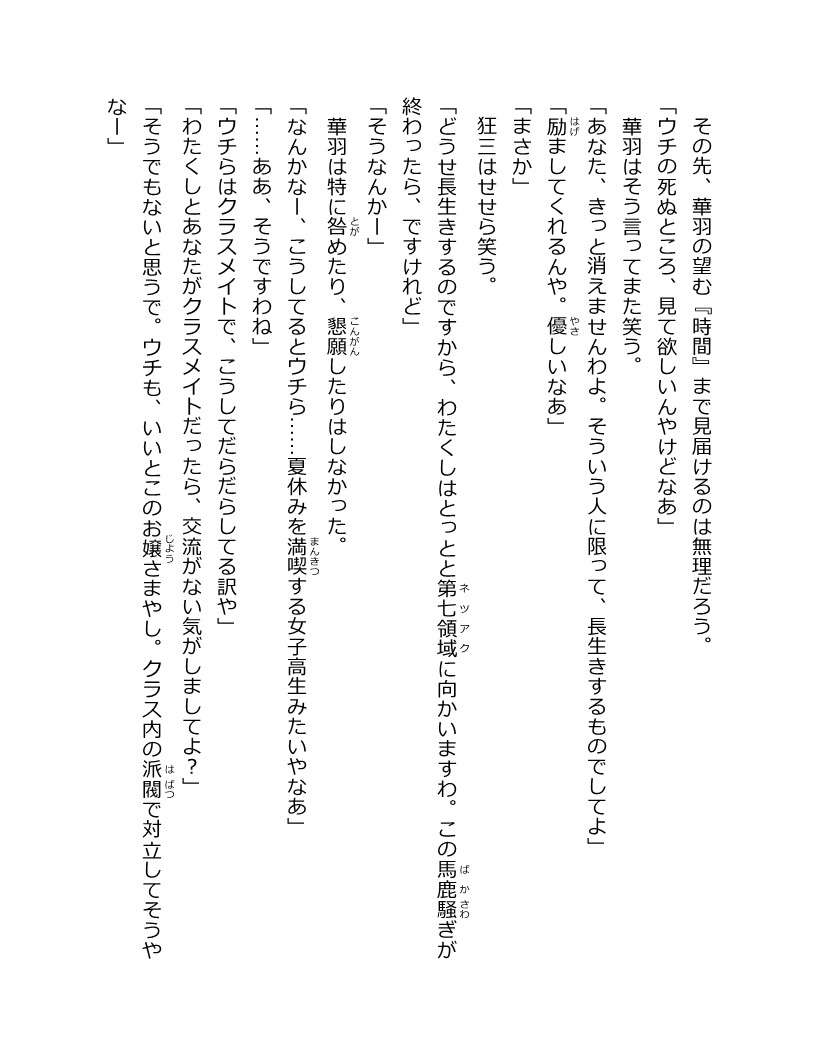 その先、華羽の望む『時間』まで見届けるのは無理だろう。
「ウチの死ぬところ、見て欲しいんやけどなあ」
華羽はそう言ってまた笑う。
「あなた、きっと消えませんわよ。そういう人に限って、長生きするものでしてよ」
「励ましてくれるんや。優しいなあ」
「まさか」
狂三はせせら笑う。
「どうせ長生きするのですから、わたくしはとっとと第七領域に向かいますわ。この馬鹿騒ぎが
終わったら、ですけれど」
「そうなんかー」
華羽は特に咎めたり、懇願したりはしなかった。
「なんかなー、こうしてるとウチら……夏休みを満喫する女子高生みたいやなあ」
「……ああ、そうですわね」
「ウチらはクラスメイトで、こうしてだらだらしてる訳や」
「わたくしとあなたがクラスメイトだったら、交流がない気がしましてよ？」
「そうでもないと思うで。ウチも、いいとこのお嬢さまやし。クラス内の派閥で対立してそうや
なー」